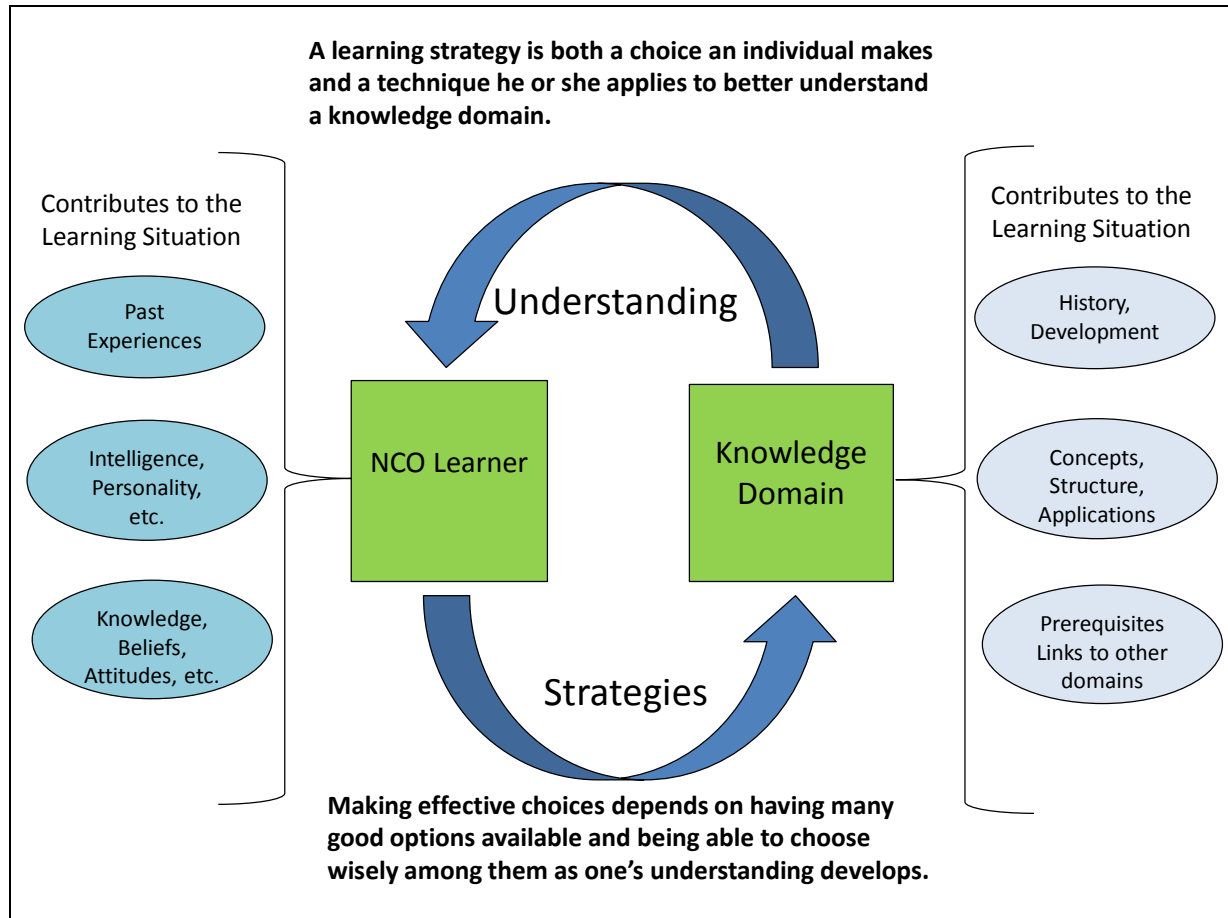 A learning strategy is both a choice an individual makes
and a technique he or she applies to better understand
a knowledge domain.
Contributes to the
Learning Situation
Past
Experiences
Intelligence,
Personality,
etc.
Knowledge,
Beliefs,
Attitudes, etc.
Understanding
NCO Learner
Knowledge
Domain
Strategies
Contributes to the
Learning Situation
History,
Development
Concepts,
Structure,
Applications
Prerequisites
Links to other
domains
Making effective choices depends on having many
good options available and being able to choose
wisely among them as one’s understanding develops.